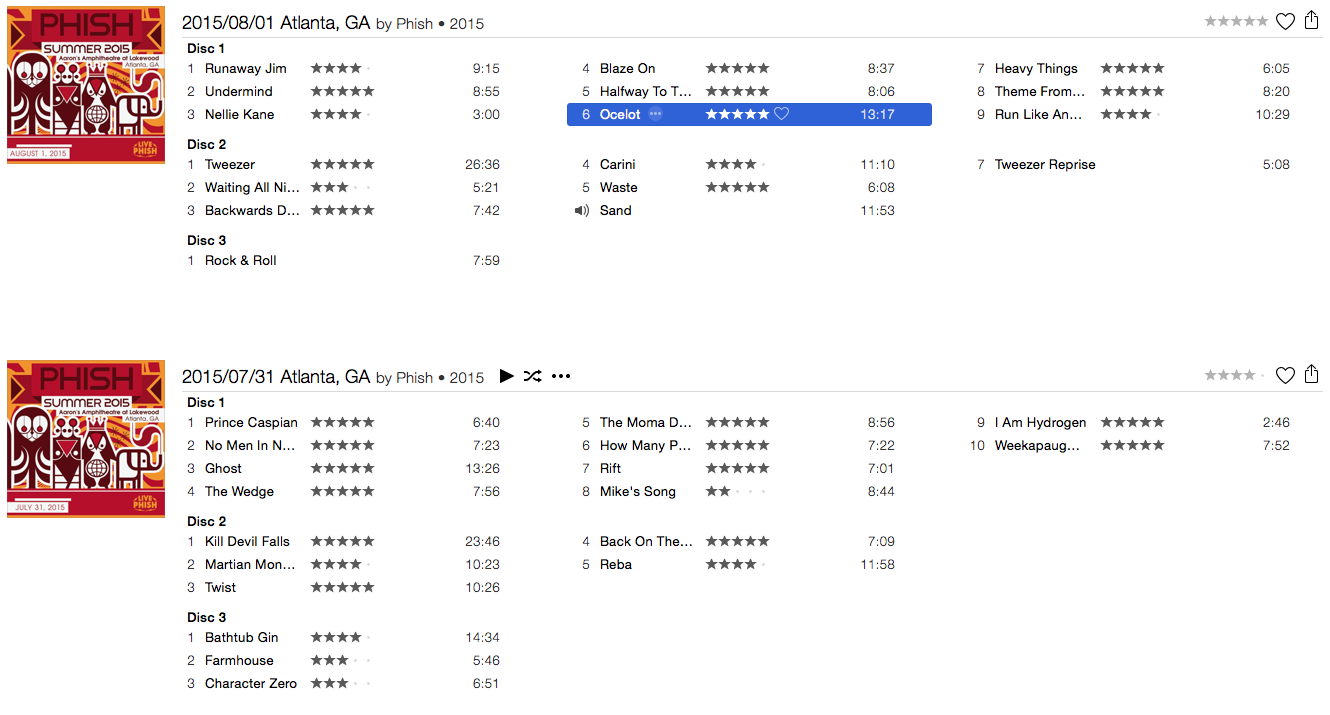 PHISH
SUMMER 2015
Aaron's Amphitheatre at Lakewood
Atlanta, GA
AUGUST 1, 2015
LIVE PHISH
2015/08/01 Atlanta, GA by Phish • 2015
Disc 1
1 Runaway Jim 9:15
2 Undermind 8:55
3 Nellie Kane 3:00
4 Blaze On 8:37
5 Halfway To T... 8:06
6 Ocelot 13:17
7 Heavy Things 6:05
8 Theme From... 8:20
9 Run Like An... 10:29
Disc 2
1 Tweezer 26:36
2 Waiting All Ni... 5:21
3 Backwards D... 7:42
4 Carini 11:10
5 Waste 6:08
Sand 11:53
7 Tweezer Reprise 5:08
Disc 3
1 Rock & Roll 7:59
PHISH
SUMMER 2015
Aaron's Amphitheatre at Lakewood
Atlanta, GA
JULY 31, 2015
LIVE PHISH
2015/07/31 Atlanta, GA by Phish • 2015
Disc 1
1 Prince Caspian 6:40
2 No Men In N... 7:23
3 Ghost 13:26
4 The Wedge 7:56
5 The Moma D... 8:56
6 How Many P... 7:22
7 Rift 7:01
8 Mike's Song 8:44
9 I Am Hydrogen 2:46
10 Weekapaug... 7:52
Disc 2
1 Kill Devil Falls 23:46
2 Martian Mon... 10:23
3 Twist 10:26
4 Back On The... 7:09
5 Reba 11:58
Disc 3
1 Bathtub Gin 14:34
2 Farmhouse 5:46
3 Character Zero 6:51